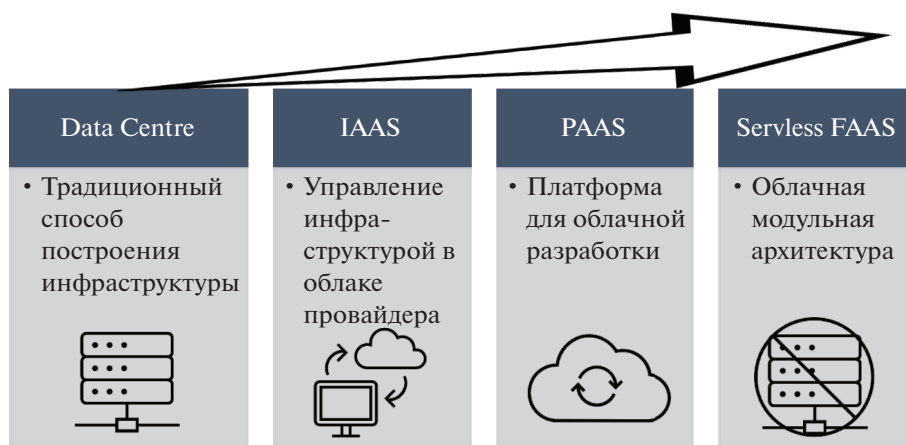 Data Centre
IAAS
PAAS
Servless FAAS
• Традиционный
способ
построения
инфраструктуры
• Управление
инфра-
структурой в
облаке
провайдера
• Платформа
для облачной
разработки
• Облачная
модульная
архитектура